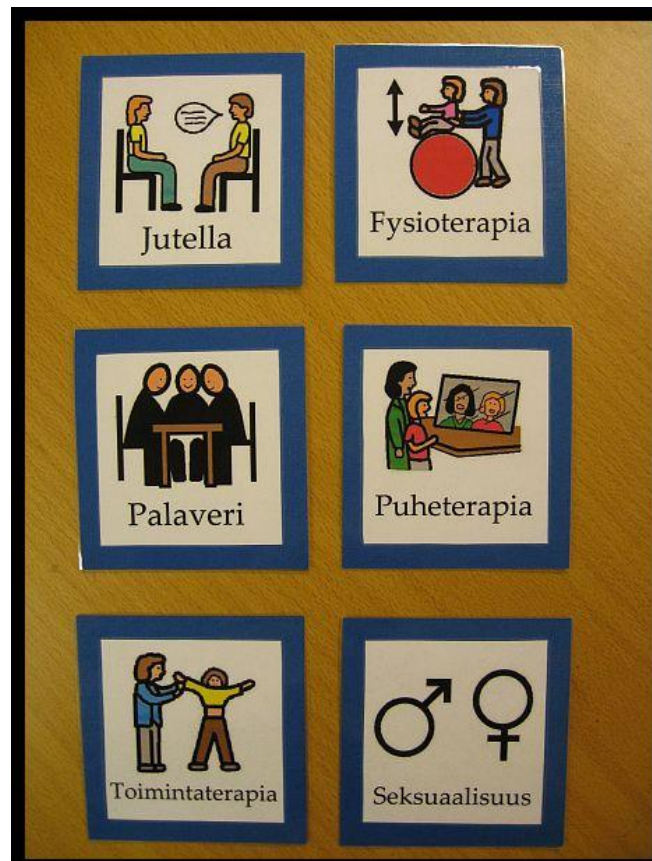 Jutella
Fysioterapia
Palaveri
Puheterapia
Toimintaterapia
Seksuaalisuus